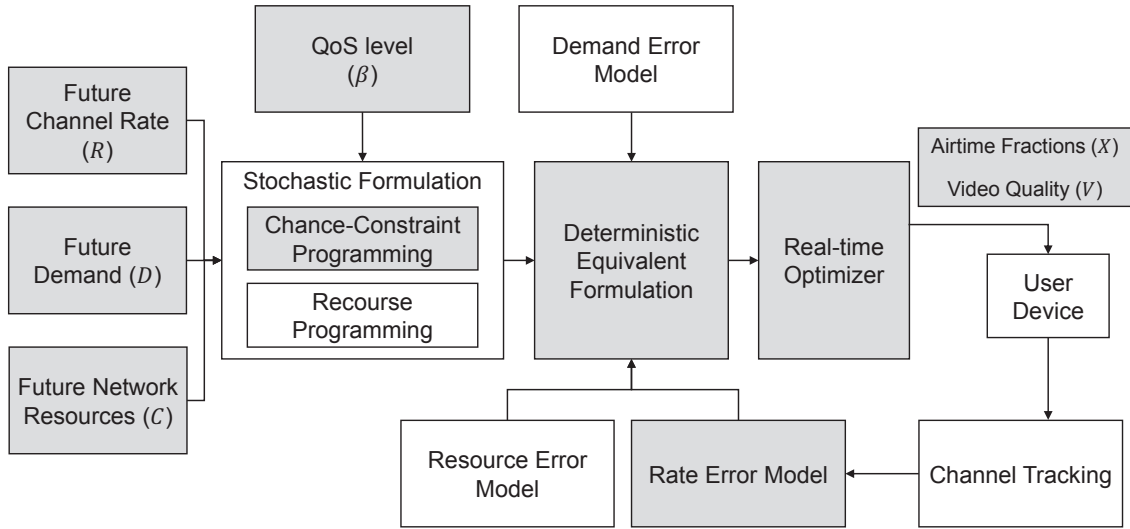 QoS level
(β)
Demand Error
Model
Future
Channel Rate
(R)
Airtime Fractions (X)
Video Quality (V)
Stochastic Formulation
Chance-Constraint
Programming
Recourse
Programming
Future
Demand (D)
Deterministic
Equivalent
Formulation
Real-time
Optimizer
User
Device
Future Network
Resources (C)
Resource Error
Model
Rate Error Model
Channel Tracking